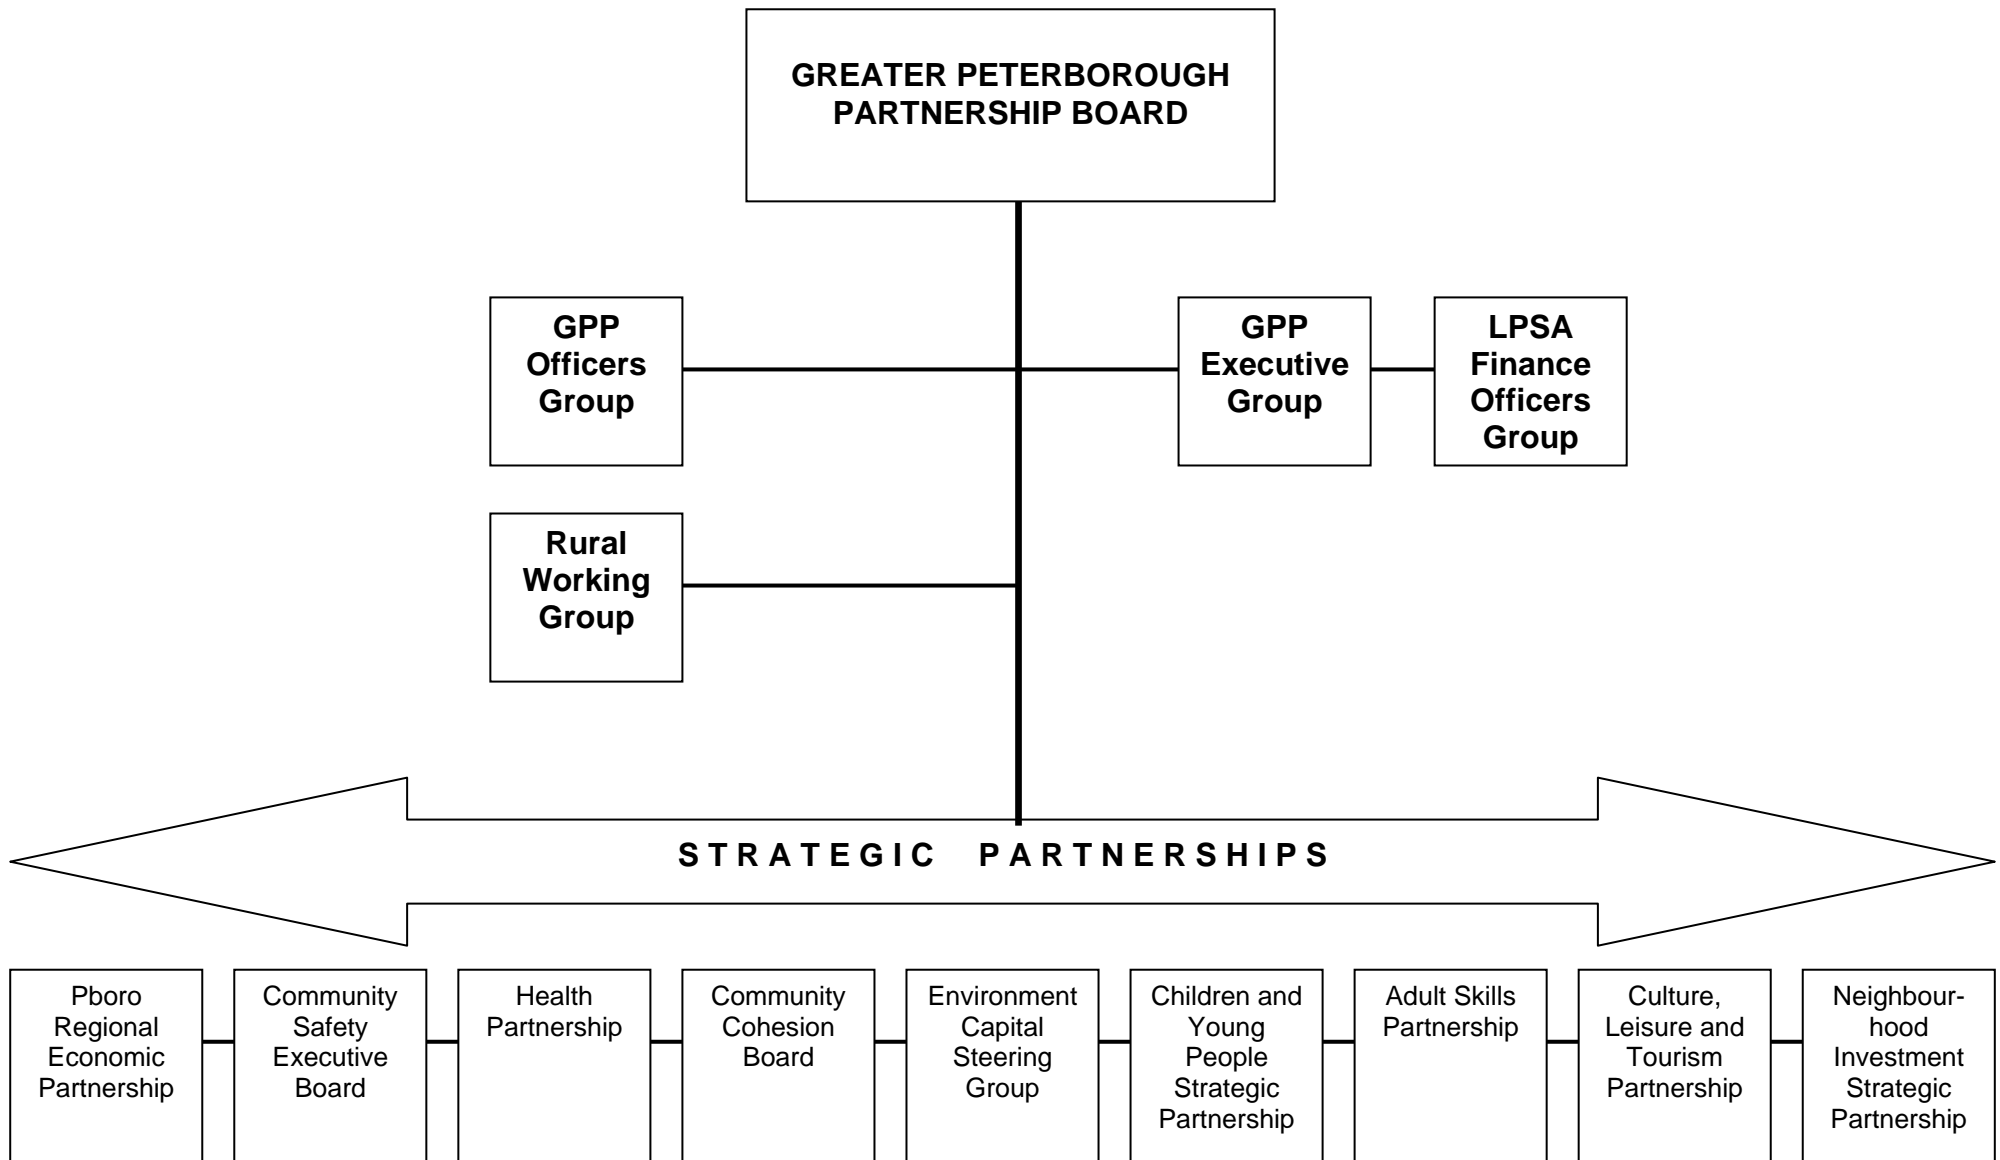 GREATER PETERBOROUGH
PARTNERSHIP BOARD
GPP
Officers
Group
GPP
Executive
Group
LPSA
Finance
Officers
Group
Rural
Working
Group
STRATEGIC PARTNERSHIPS
Pboro
Regional
Economic
Partnership
Community
Safety
Executive
Board
Health
Partnership
Community
Cohesion
Board
Environment
Capital
Steering
Group
Children and
Young
People
Strategic
Partnership
Adult Skills
Partnership
Culture,
Leisure and
Tourism
Partnership
Neighbour-
hood
Investment
Strategic
Partnership